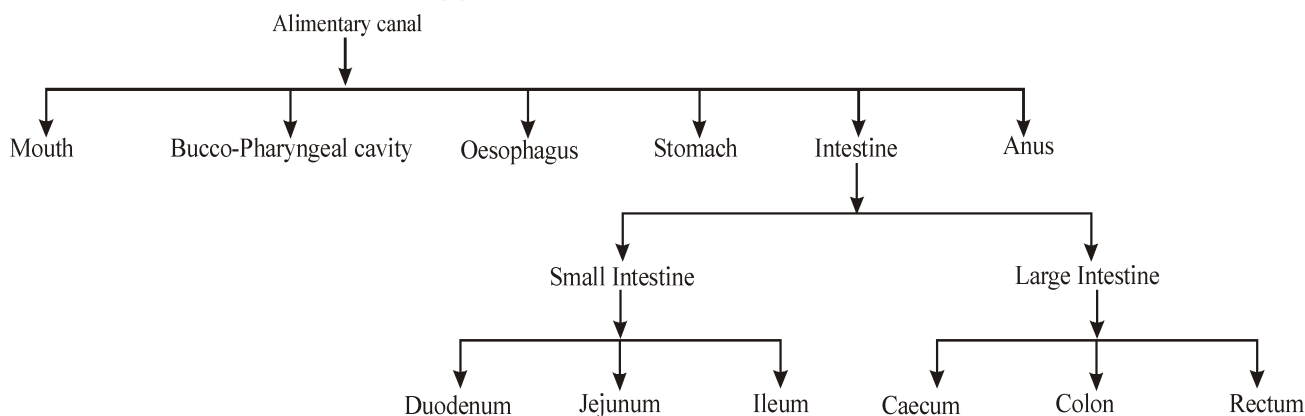 Alimentary canal
Mouth Bucco-Pharyngeal cavity Oesophagus Stomach Intestine Anus
Small Intestine Large Intestine
Duodenum Jejunum Ileum Caecum Colon Rectum